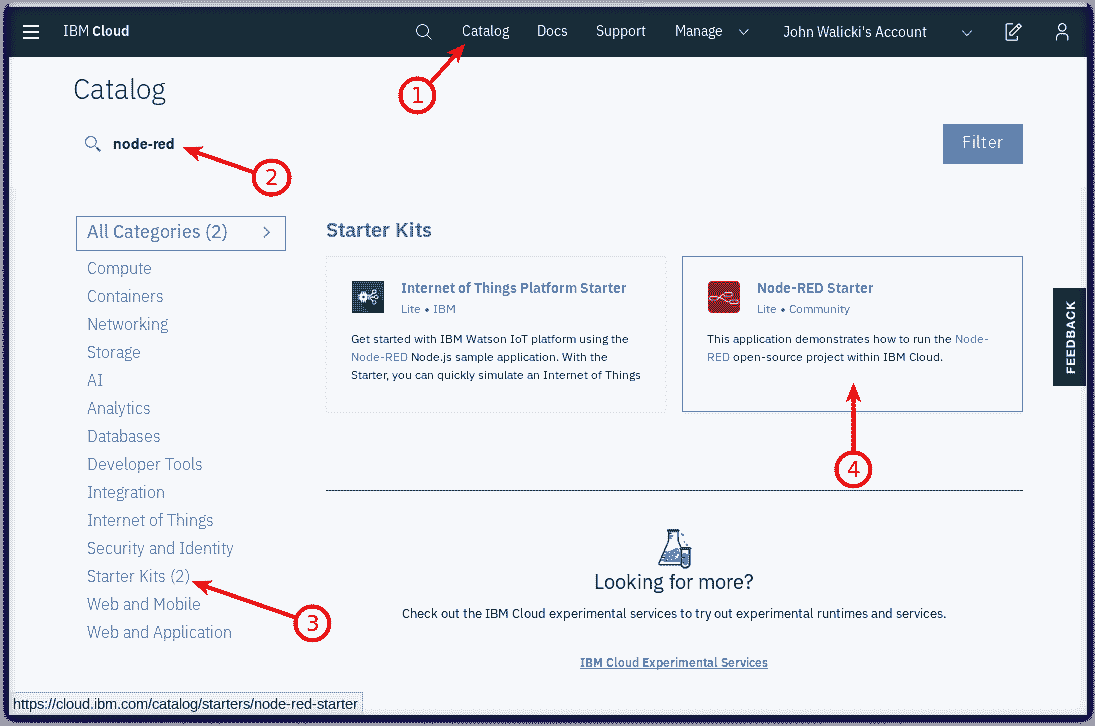 IBM Cloud
Catalog
Docs
Support
Manage
John Walicki's Account
1
Catalog
node-red
2
Filter
All Categories (2)
Compute
Containers
Networking
Storage
AI
Analytics
Databases
Developer Tools
Integration
Internet of Things
Security and Identity
Starter Kits (2)
Web and Mobile
Web and Application
3
Starter Kits
Internet of Things Platform Starter
Lite • IBM
Get started with IBM Watson IoT platform using the
Node-RED Node.js sample application. With the
Starter, you can quickly simulate an Internet of Things
Node-RED Starter
Lite • Community
This application demonstrates how to run the Node-
RED open-source project within IBM Cloud.
4
FEEDBACK
Looking for more?
Check out the IBM Cloud experimental services to try out experimental runtimes and services.
IBM Cloud Experimental Services
https://cloud.ibm.com/catalog/starters/node-red-starter